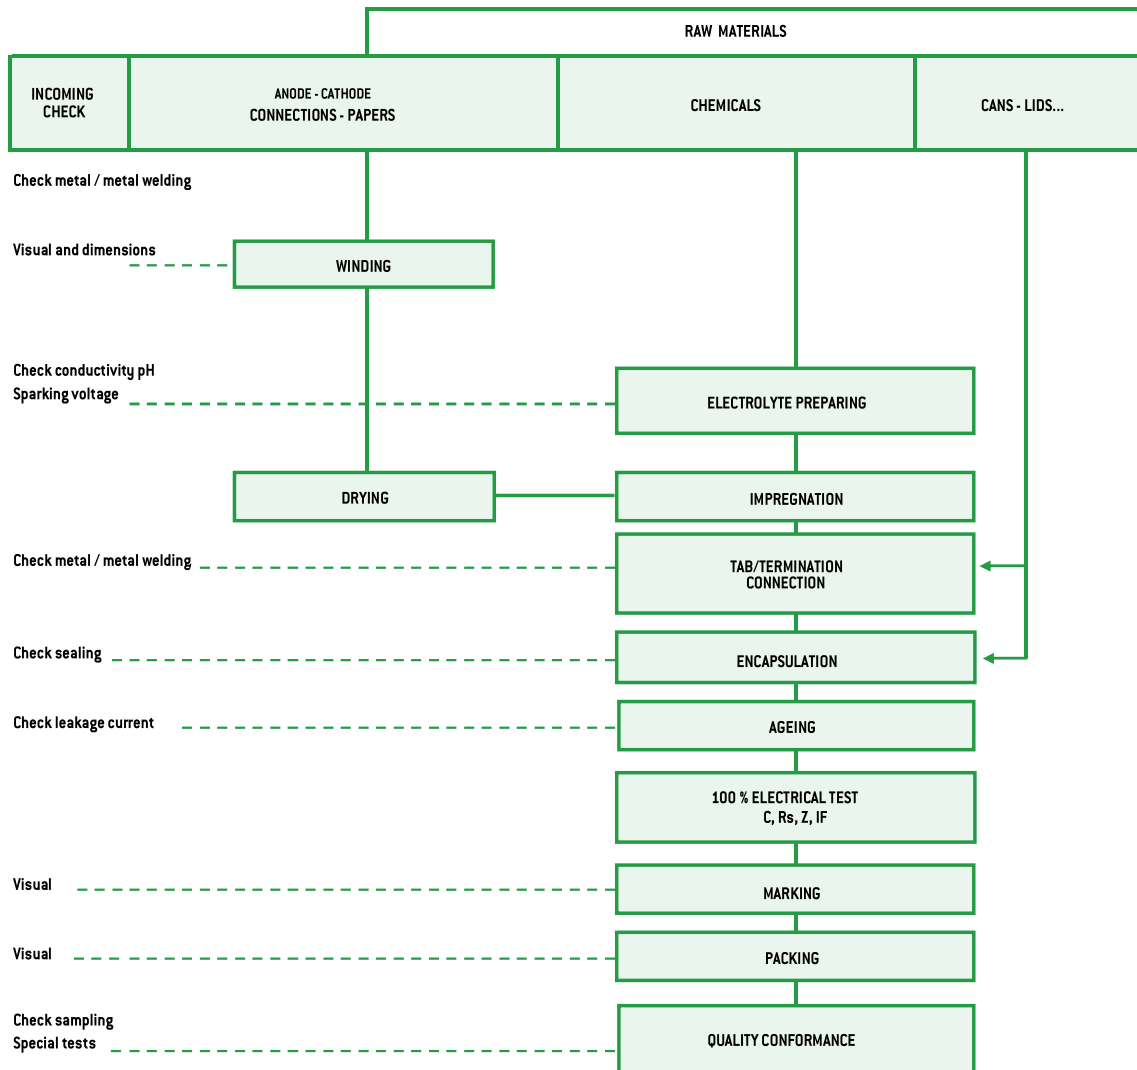 RAW MATERIALS
INCOMING
CHECK
ANODE - CATHODE
CONNECTIONS - PAPERS
CHEMICALS
CANS - LIDS...
Check metal / metal welding
Visual and dimensions
WINDING
Check conductivity pH
Sparking voltage
ELECTROLYTE PREPARING
DRYING
IMPREGNATION
Check metal / metal welding
TAB/TERMINATION
CONNECTION
Check sealing
ENCAPSULATION
Check leakage current
AGEING
100 % ELECTRICAL TEST
C, Rs, Z, IF
Visual
MARKING
Visual
PACKING
Check sampling
Special tests
QUALITY CONFORMANCE